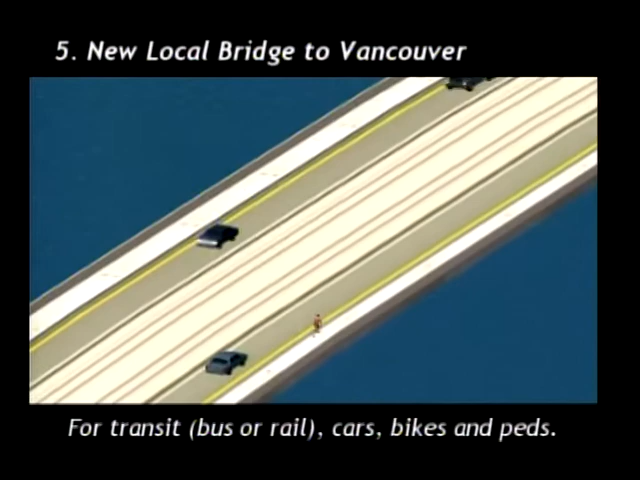 5. New Local Bridge to Vancouver
For transit (bus or rail), cars, bikes and peds.